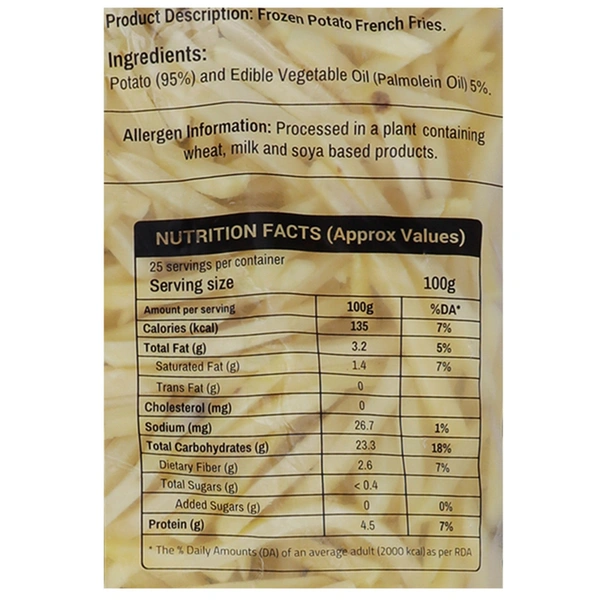 Product Description: Frozen Potato French Fries.
Ingredients:
Potato (95%) and Edible Vegetable Oil (Palmolein Oil) 5%.
Allergen Information: Processed in a plant containing
wheat, milk and soya based products.
NUTRITION FACTS (Approx Values)
25 servings per container
Serving size 100g
Amount per serving 100g %DA*
Calories (kcal) 135 7%
Total Fat (g) 3.2 5%
Saturated Fat (g) 1.4 7%
Trans Fat (g) 0
Cholesterol (mg) 0
Sodium (mg) 26.7 1%
Total Carbohydrates (g) 23.3 18%
Dietary Fiber (g) 2.6 7%
Total Sugars (g) < 0.4
Added Sugars (g) 0 0%
Protein (g) 4.5 7%
* The % Daily Amounts (DA) of an average adult (2000 kcal) as per RDA